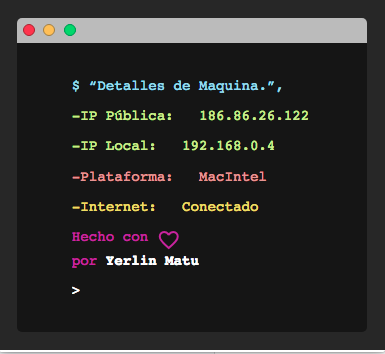 $ “Detalles de Maquina.”,
-IP Pública: 186.86.26.122
-IP Local: 192.168.0.4
-Plataforma: MacIntel
-Internet: Conectado
Hecho con
por Yerlin Matu
>